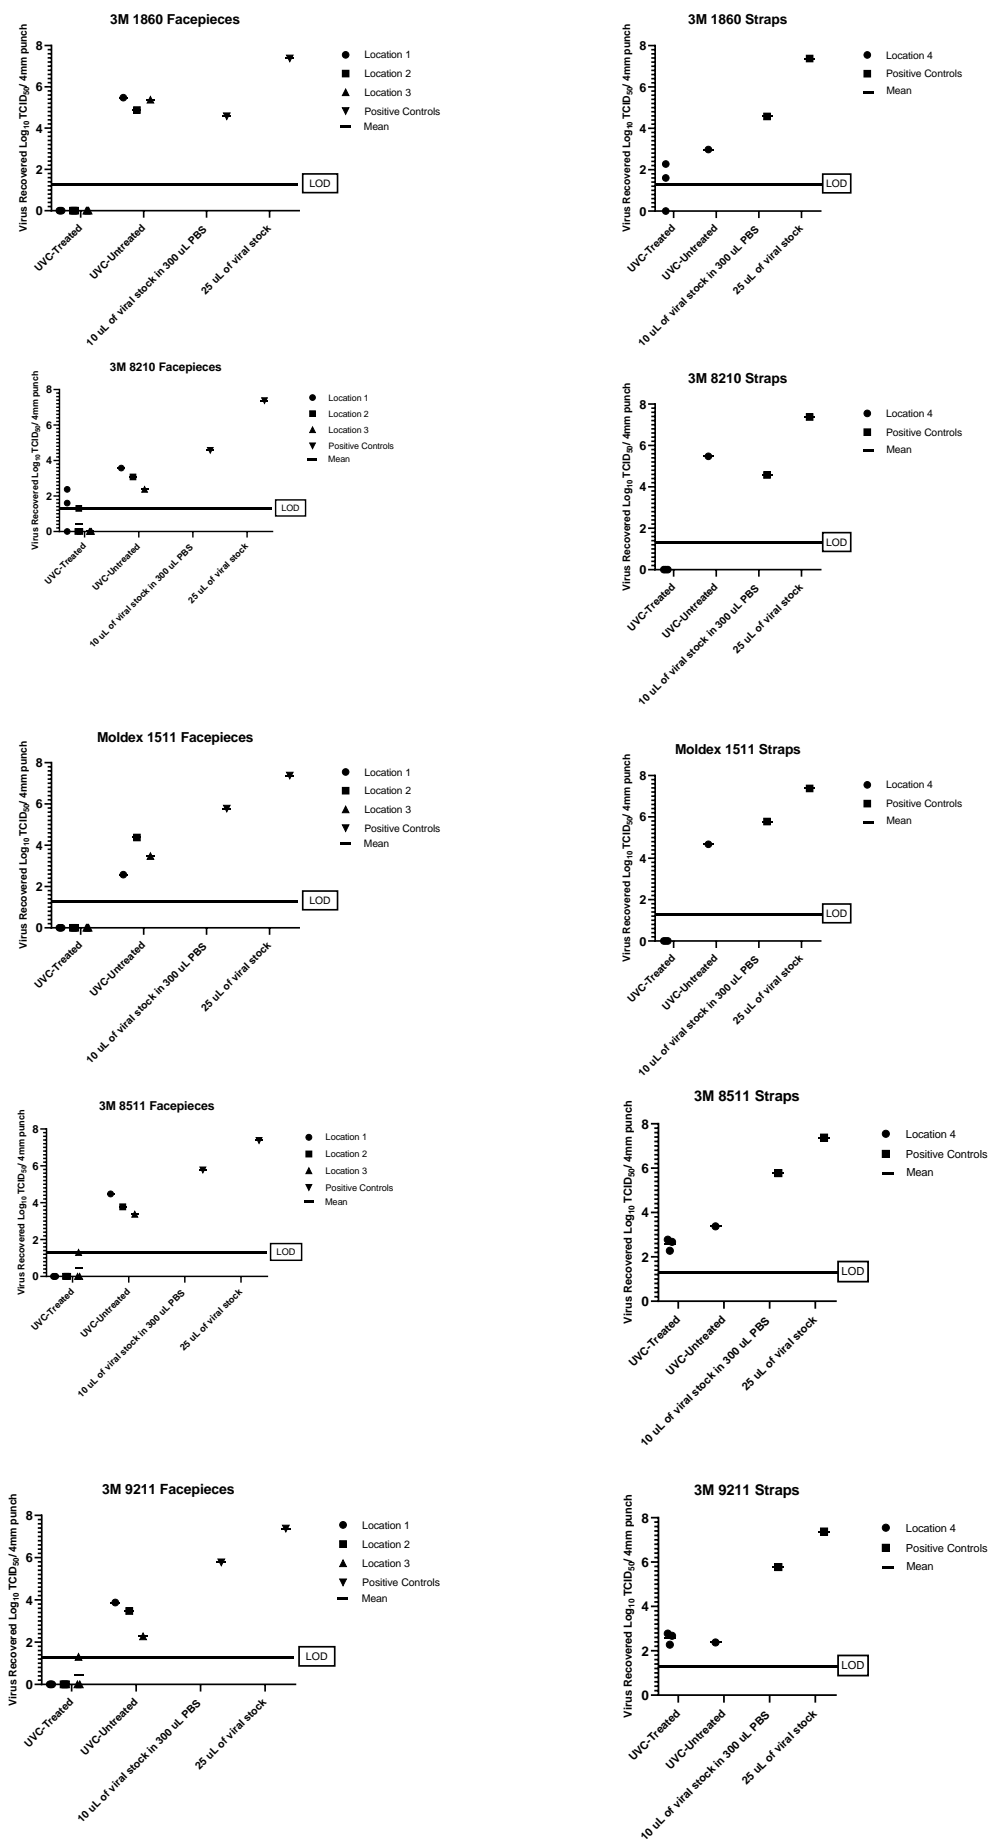 3M 1860 Facepieces
Virus Recovered Log₁₀ TCID₅₀/ 4mm punch
8
6
4
2
0
Location 1
Location 2
Location 3
Positive Controls
Mean
LOD
UVC-Treated
UVC-Untreated
10 uL of viral stock in 300 uL PBS
25 uL of viral stock
3M 1860 Straps
Virus Recovered Log₁₀ TCID₅₀/ 4mm punch
8
6
4
2
0
Location 4
Positive Controls
Mean
LOD
UVC-Treated
UVC-Untreated
10 uL of viral stock in 300 uL PBS
25 uL of viral stock
3M 8210 Facepieces
Virus Recovered Log₁₀ TCID₅₀/ 4mm punch
8
6
4
2
0
Location 1
Location 2
Location 3
Positive Controls
Mean
LOD
UVC-Treated
UVC-Untreated
10 uL of viral stock in 300 uL PBS
25 uL of viral stock
3M 8210 Straps
Virus Recovered Log₁₀ TCID₅₀/ 4mm punch
8
6
4
2
0
Location 4
Positive Controls
Mean
LOD
UVC-Treated
UVC-Untreated
10 uL of viral stock in 300 uL PBS
25 uL of viral stock
Moldex 1511 Facepieces
Virus Recovered Log₁₀ TCID₅₀/ 4mm punch
8
6
4
2
0
Location 1
Location 2
Location 3
Positive Controls
Mean
LOD
UVC-Treated
UVC-Untreated
10 uL of viral stock in 300 uL PBS
25 uL of viral stock
Moldex 1511 Straps
Virus Recovered Log₁₀ TCID₅₀/ 4mm punch
8
6
4
2
0
Location 4
Positive Controls
Mean
LOD
UVC-Treated
UVC-Untreated
10 uL of viral stock in 300 uL PBS
25 uL of viral stock
3M 8511 Facepieces
Virus Recovered Log₁₀ TCID₅₀/ 4mm punch
8
6
4
2
0
Location 1
Location 2
Location 3
Positive Controls
Mean
LOD
UVC-Treated
UVC-Untreated
10 uL of viral stock in 300 uL PBS
25 uL of viral stock
3M 8511 Straps
Virus Recovered Log₁₀ TCID₅₀/ 4mm punch
8
6
4
2
0
Location 4
Positive Controls
Mean
LOD
UVC-Treated
UVC-Untreated
10 uL of viral stock in 300 uL PBS
25 uL of viral stock
3M 9211 Facepieces
Virus Recovered Log₁₀ TCID₅₀/ 4mm punch
8
6
4
2
0
Location 1
Location 2
Location 3
Positive Controls
Mean
LOD
UVC-Treated
UVC-Untreated
10 uL of viral stock in 300 uL PBS
25 uL of viral stock
3M 9211 Straps
Virus Recovered Log₁₀ TCID₅₀/ 4mm punch
8
6
4
2
0
Location 4
Positive Controls
Mean
LOD
UVC-Treated
UVC-Untreated
10 uL of viral stock in 300 uL PBS
25 uL of viral stock